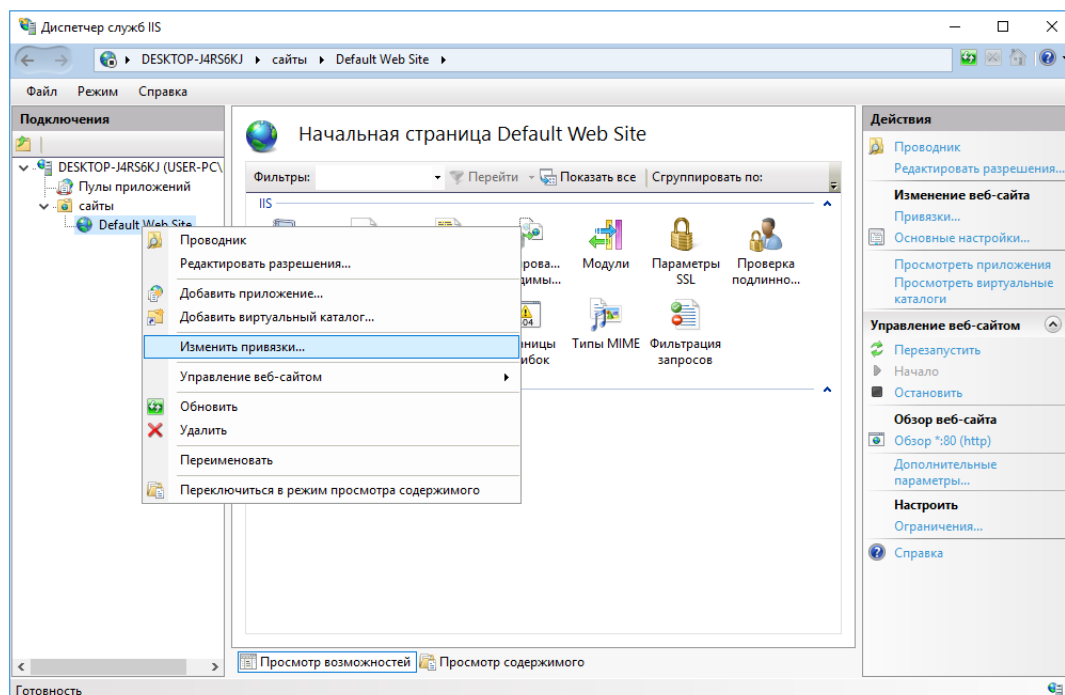 Диспетчер служб IIS
DESKTOP-J4RS6KJ сайты Default Web Site
Файл Режим Справка
Подключения
DESKTOP-J4RS6KJ (USER-PC\
Пулы приложений
сайты
Default Web Site
Начальная страница Default Web Site
Фильтры: Перейти Показать все Сгруппировать по:
IIS
Проводник
Редактировать разрешения...
Добавить приложение...
Добавить виртуальный каталог...
Изменить привязки...
Управление веб-сайтом
Обновить
Удалить
Переименовать
Переключиться в режим просмотра содержимого
рова...
димы...
Модули
Параметры
SSL
Проверка
подлинно...
04
ницы
ибок
Типы MIME
Фильтрация
запросов
Просмотр возможностей Просмотр содержимого
Действия
Проводник
Редактировать разрешения...
Изменение веб-сайта
Привязки...
Основные настройки...
Просмотреть приложения
Просмотреть виртуальные
каталоги
Управление веб-сайтом
Перезапустить
Начало
Остановить
Обзор веб-сайта
Обзор *:80 (http)
Дополнительные
параметры...
Настроить
Ограничения...
Справка
Готовность